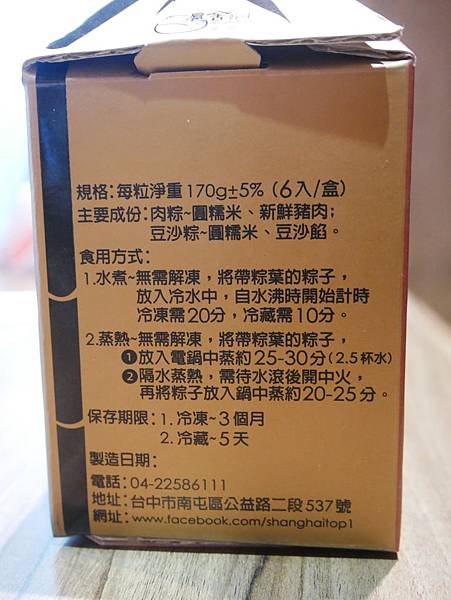 規格:每粒淨重170g±5%(6入/盒)
主要成份:肉粽~圓糯米、新鮮豬肉;
豆沙粽~圓糯米、豆沙餡。
食用方式:
1.水煮~無需解凍,將帶粽葉的粽子,
放入冷水中,自水沸時開始計時
冷凍需20分,冷藏需10分。
2.蒸熱~無需解凍,將帶粽葉的粽子,
❶放入電鍋中蒸約25-30分(2.5杯水)
❷隔水蒸熱,需待水滾後開中火,
再將粽子放入鍋中蒸約20-25分。
保存期限:1.冷凍~3個月
2.冷藏~5天
製造日期:
電話:04-22586111
地址:台中市南屯區公益路二段537號
網址:www.facebook.com/shanghaitop1